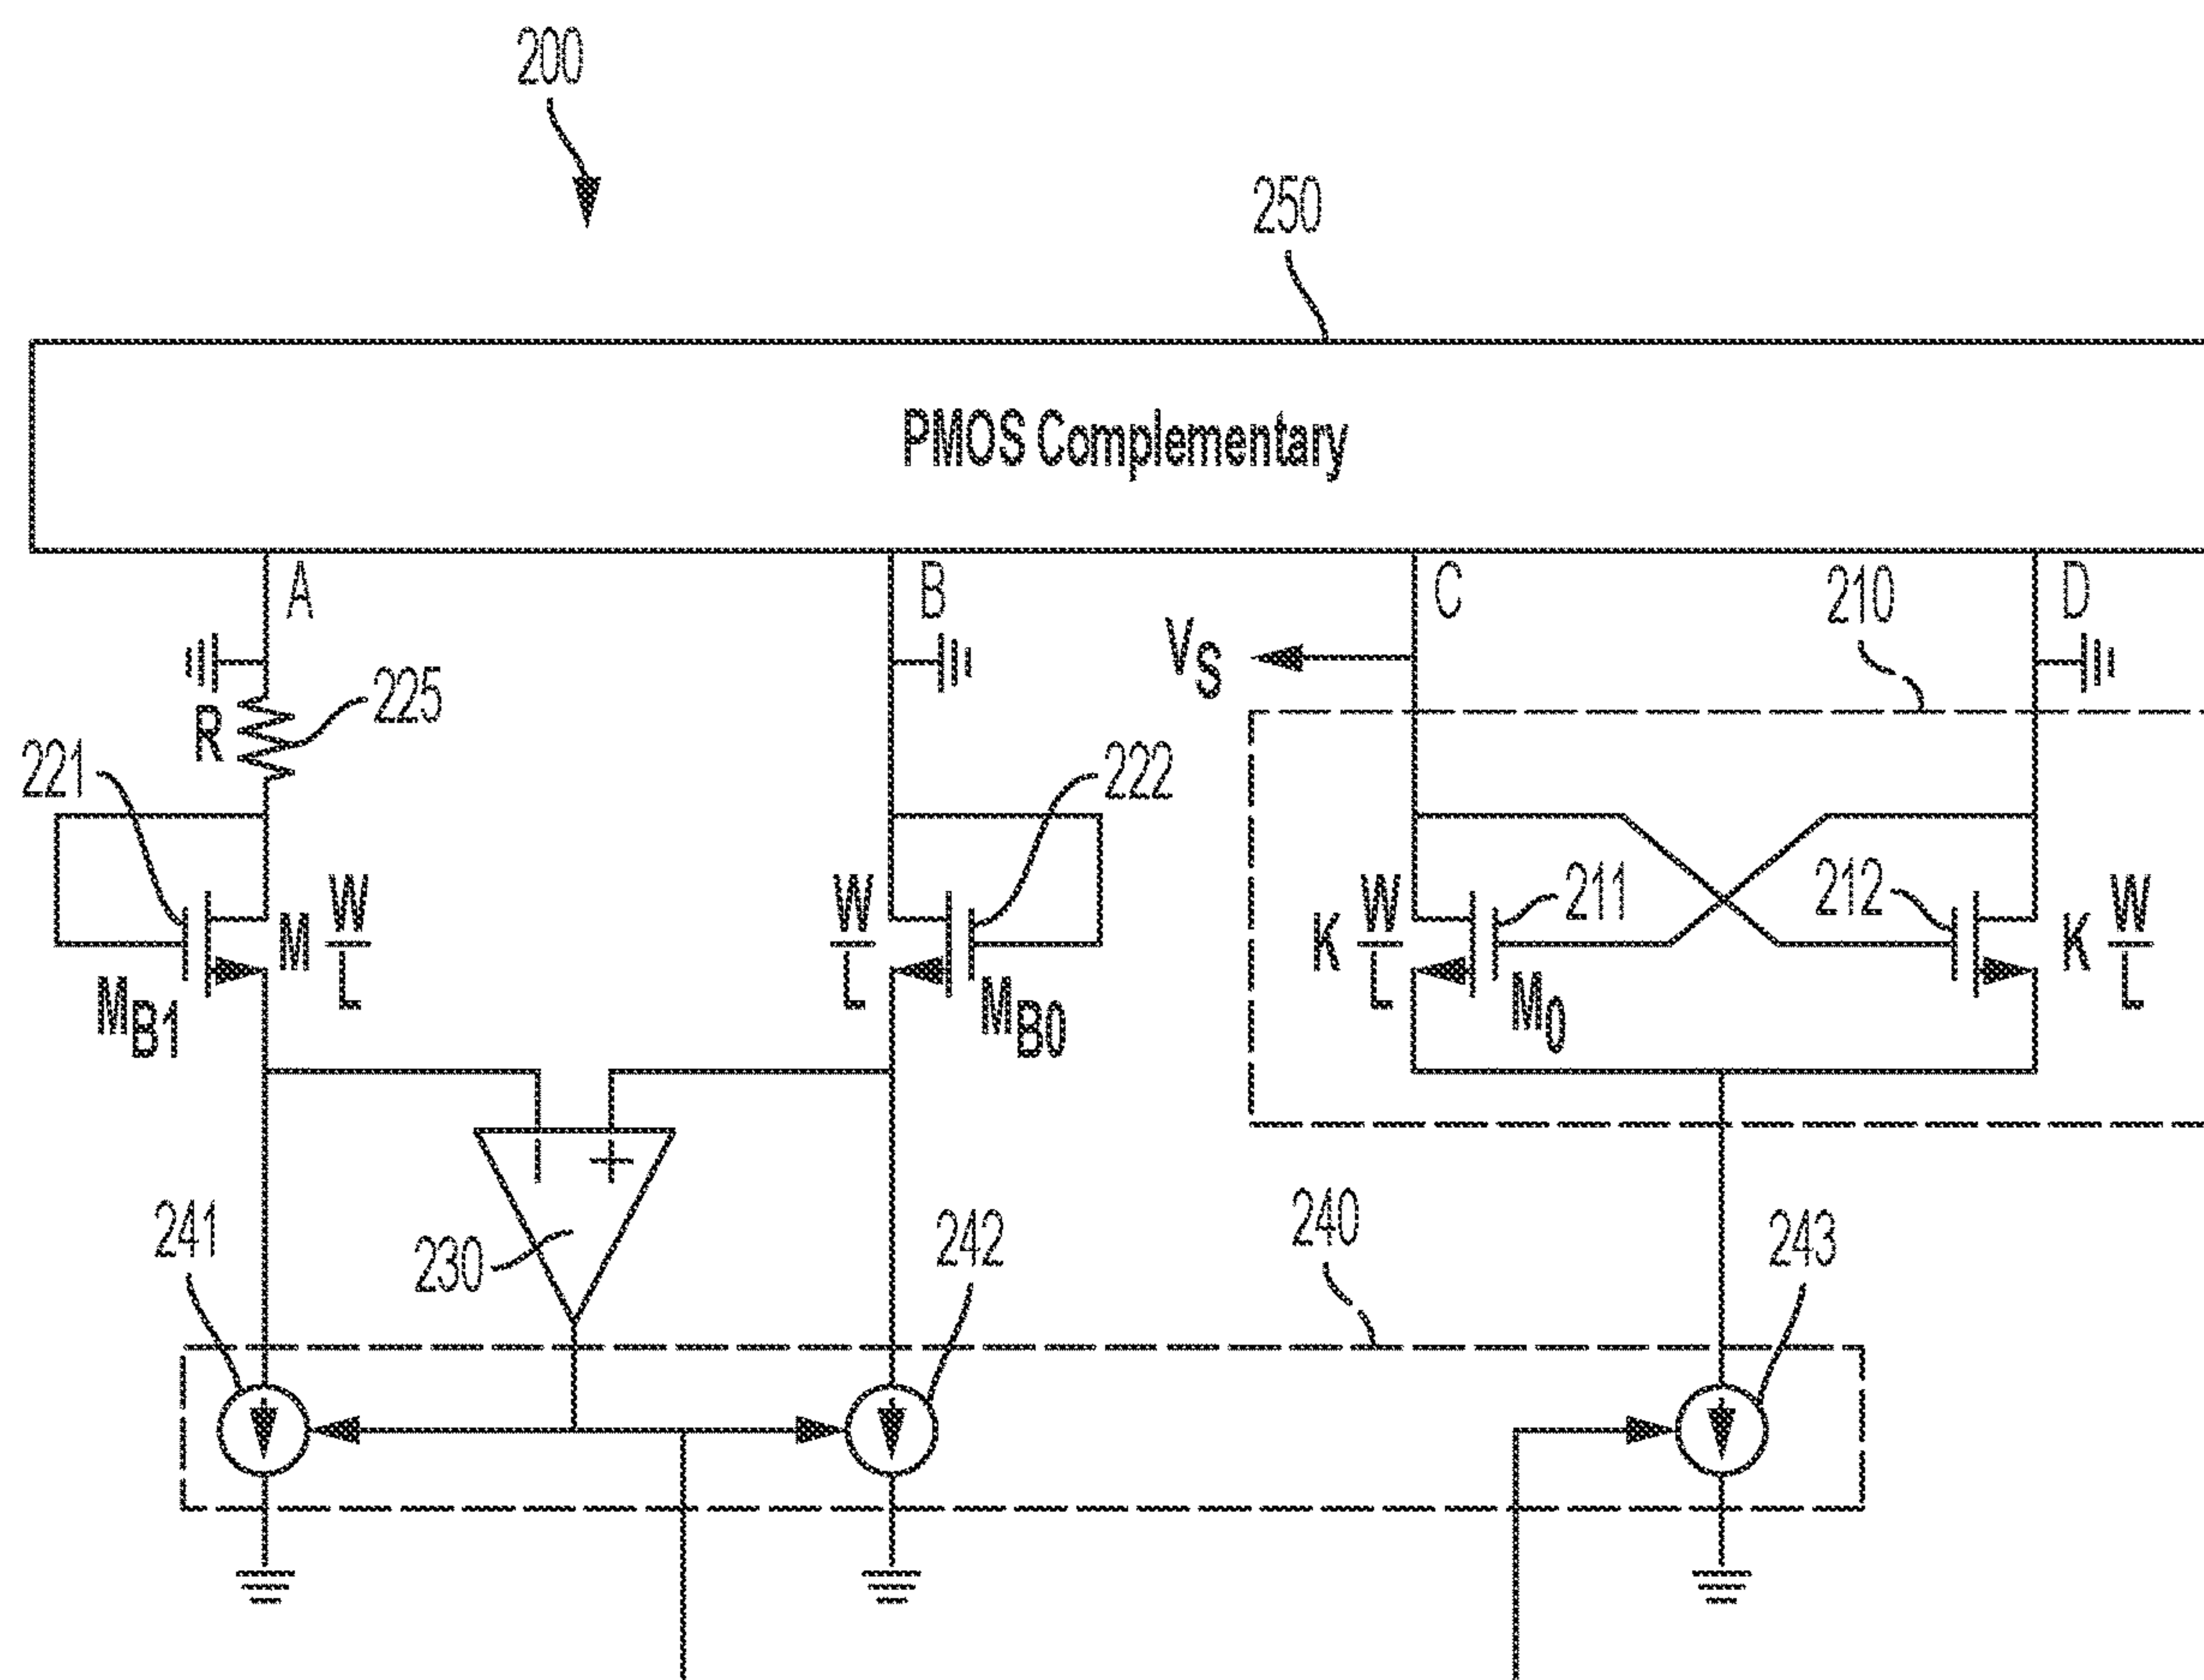 200
250
PMOS Complementary
A
B
C
D
210
VS
R
225
221
222
M W/L
W/L
K W/L
211
212
K W/L
MB1
MB0
M0
- +
241
230
242
240
243